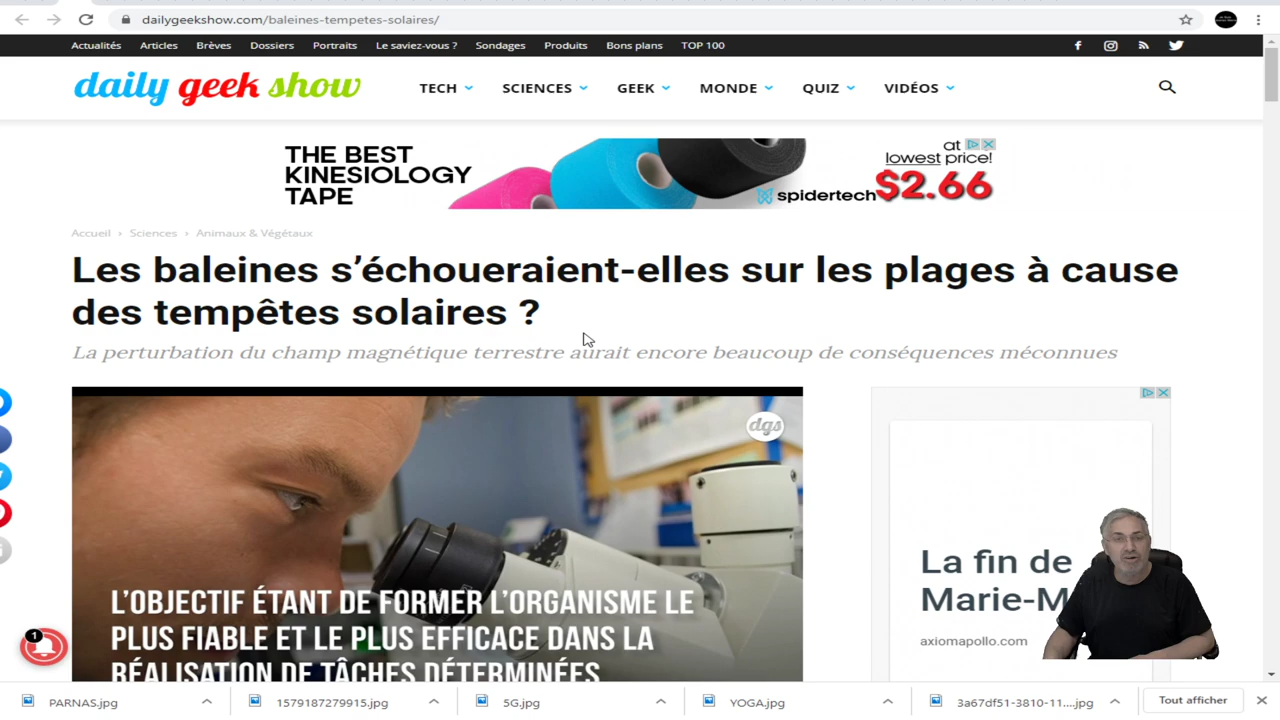 dailygeekshow.com/baleines-tempetes-solaires/
Actualités Articles Brèves Dossiers Portraits Le saviez-vous ? Sondages Produits Bons plans TOP 100
daily geek show TECH SCIENCES GEEK MONDE QUIZ VIDÉOS
THE BEST
KINESIOLOGY
TAPE
spidertech
at
lowest price!
$2.66
Accueil › Sciences › Animaux & Végétaux
Les baleines s’échoueraient-elles sur les plages à cause
des tempêtes solaires ?
La perturbation du champ magnétique terrestre aurait encore beaucoup de conséquences méconnues
dgs
L’OBJECTIF ÉTANT DE FORMER L’ORGANISME LE
PLUS FIABLE ET LE PLUS EFFICACE DANS LA
RÉALISATION DE TÂCHES DÉTERMINÉES
La fin de
Marie-M
axiomapollo.com
1
PARNAS.jpg 1579187279915.jpg 5G.jpg YOGA.jpg 3a67df51-3810-11....jpg Tout afficher